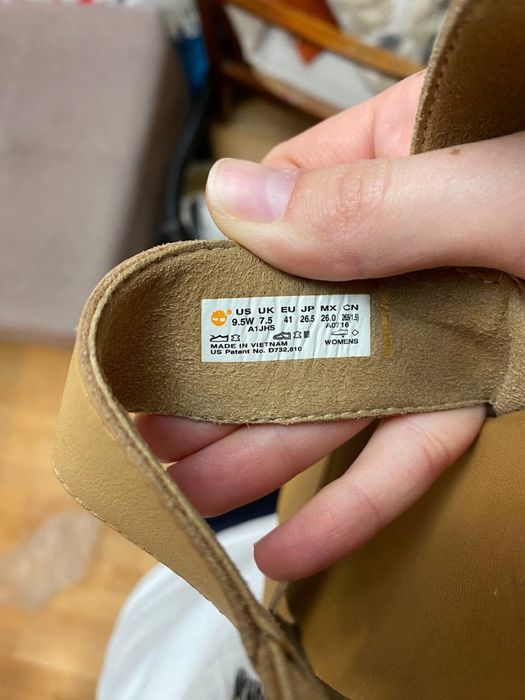 US UK EU JP MX CN
9.5W 7.5 41 26.5 26.0 265(1.5)
A1JHS A0716
MADE IN VIETNAM WOMENS
US Patent No. D732,810